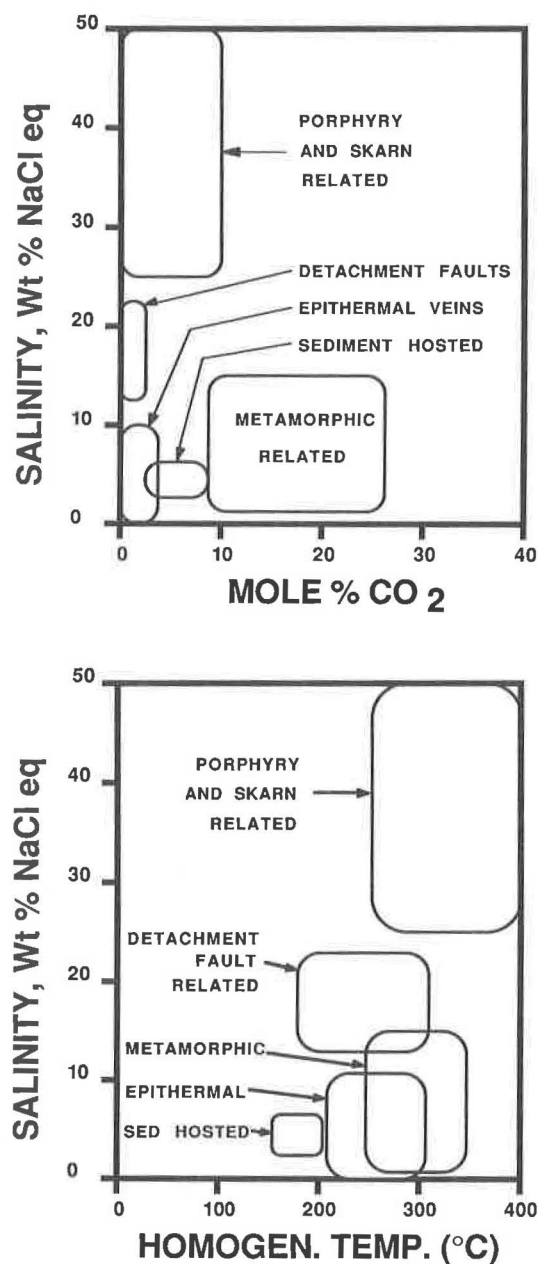 50
40
30
20
10
0
SALINITY, Wt % NaCl eq
PORPHYRY
AND SKARN
RELATED
DETACHMENT FAULTS
EPITHERMAL VEINS
SEDIMENT HOSTED
METAMORPHIC
RELATED
0 10 20 30 40
MOLE % CO 2
50
40
30
20
10
0
SALINITY, Wt % NaCl eq
PORPHYRY
AND SKARN
RELATED
DETACHMENT
FAULT
RELATED
METAMORPHIC
EPITHERMAL
SED HOSTED
0 100 200 300 400
HOMOGEN. TEMP. (°C)